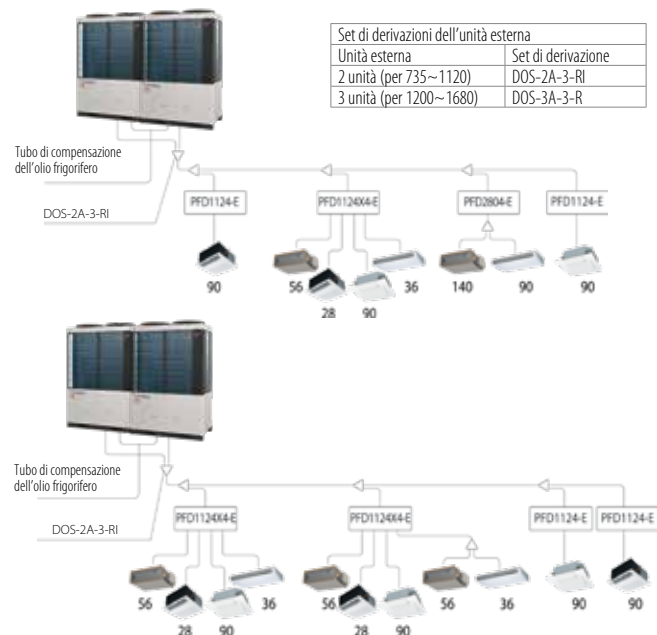 Set di derivazioni dell'unità esterna
Unità esterna Set di derivazione
2 unità (per 735~1120) DOS-2A-3-RI
3 unità (per 1200~1680) DOS-3A-3-R
Tubo di compensazione
dell'olio frigorifero
DOS-2A-3-RI
PFD1124-E PFD1124X4-E PFD2804-E PFD1124-E
90 56 36 140 90 90
28 90
Tubo di compensazione
dell'olio frigorifero
DOS-2A-3-RI
PFD1124X4-E PFD1124X4-E PFD1124-E PFD1124-E
56 36 56 56 36 90 90
28 90 28 90